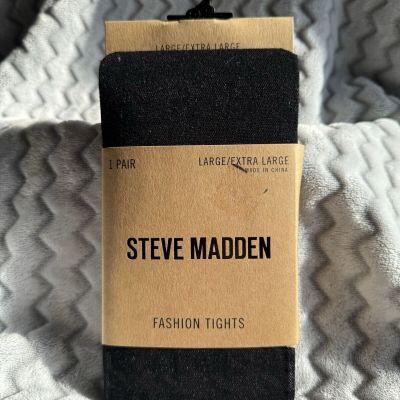 LARGE/EXTRA LARGE
1 PAIR
LARGE/EXTRA LARGE
MADE IN CHINA
STEVE MADDEN
FASHION TIGHTS